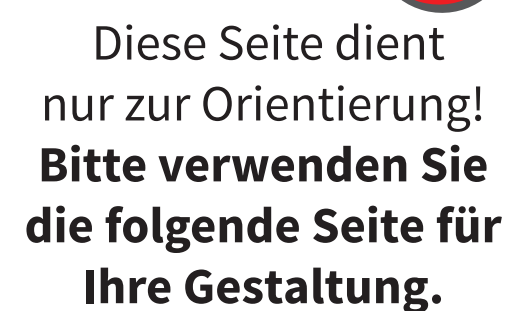 Diese Seite dient
nur zur Orientierung!
Bitte verwenden Sie
die folgende Seite für
Ihre Gestaltung.